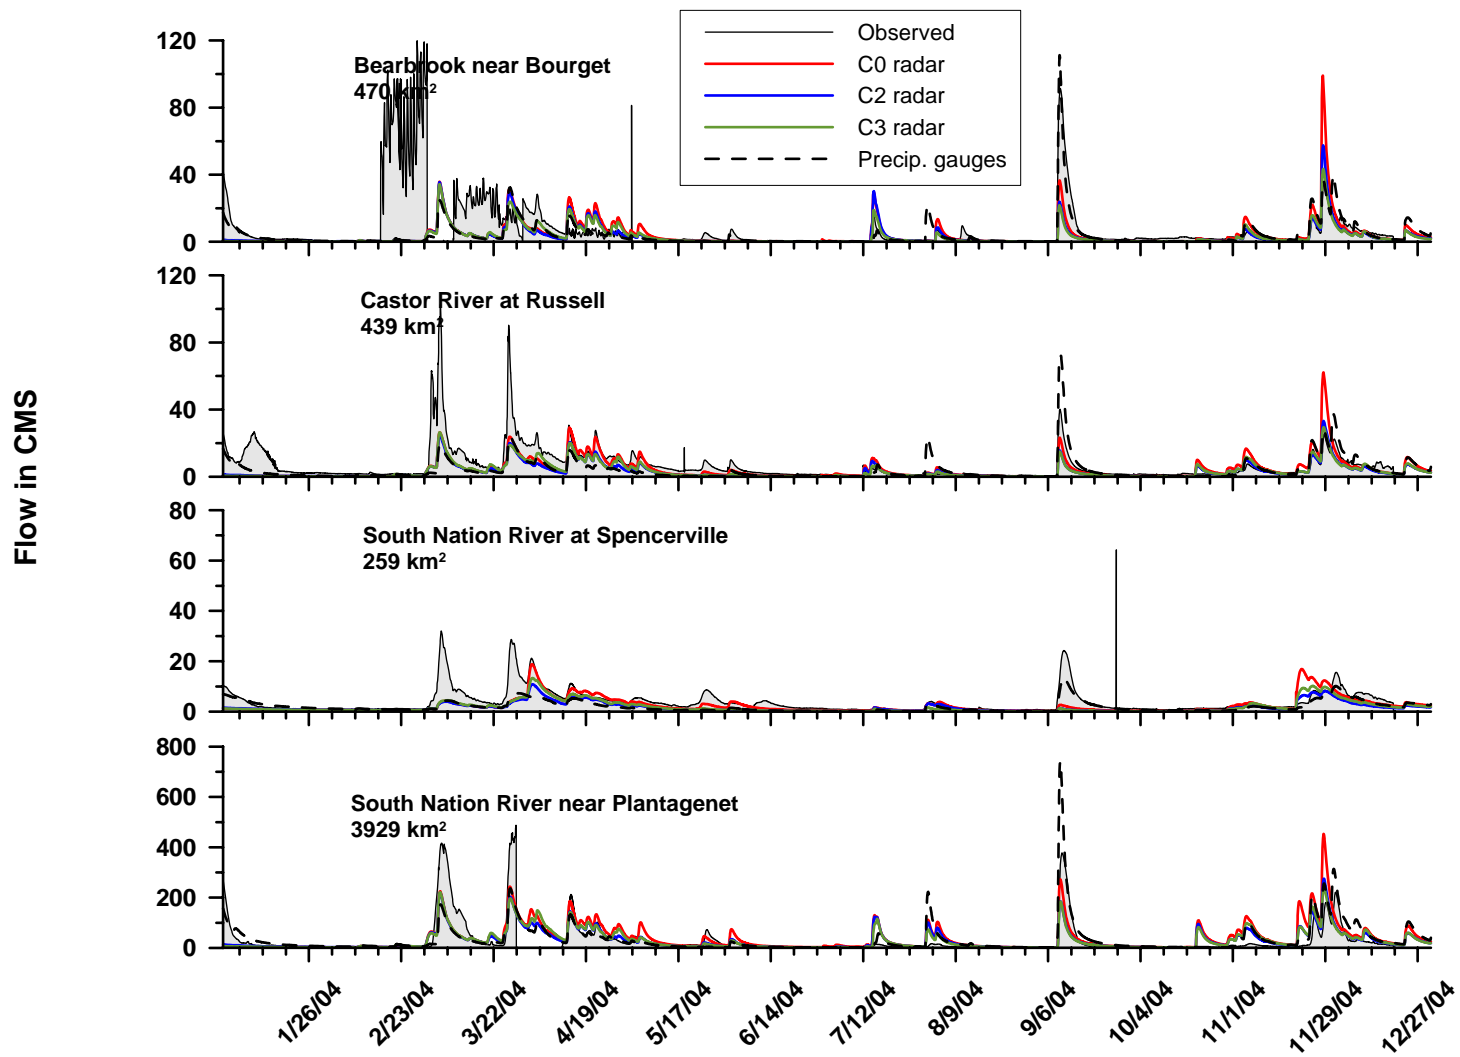 Observed
C0 radar
C2 radar
C3 radar
Precip. gauges
Flow in CMS
120
80
40
0
Bearbrook near Bourget
470 km²
120
80
40
0
Castor River at Russell
439 km²
80
60
40
20
0
South Nation River at Spencerville
259 km²
800
600
400
200
0
South Nation River near Plantagenet
3929 km²
1/26/04
2/23/04
3/22/04
4/19/04
5/17/04
6/14/04
7/12/04
8/9/04
9/6/04
10/4/04
11/1/04
11/29/04
12/27/04